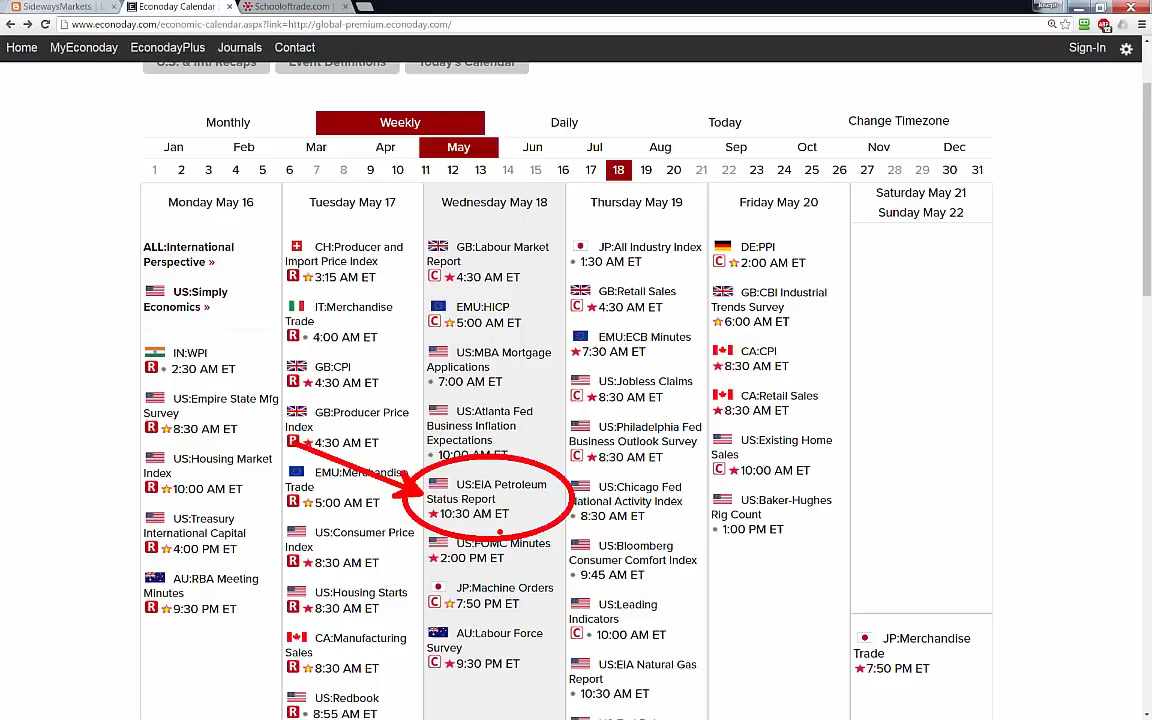 SidewaysMarkets
Econoday Calendar
Schooloftrade.com
Joseph
www.econoday.com/economic-calendar.aspx?link=http://global-premium.econoday.com/
Home MyEconoday EconodayPlus Journals Contact Sign-In
U.S. & Int'l Recaps Event Definitions Today's Calendar
Monthly Weekly Daily Today Change Timezone
Jan Feb Mar Apr May Jun Jul Aug Sep Oct Nov Dec
1 2 3 4 5 6 7 8 9 10 11 12 13 14 15 16 17 18 19 20 21 22 23 24 25 26 27 28 29 30 31
Monday May 16
ALL:International
Perspective »
US:Simply
Economics »
IN:WPI
R 2:30 AM ET
US:Empire State Mfg
Survey
R 8:30 AM ET
US:Housing Market
Index
R 10:00 AM ET
US:Treasury
International Capital
R 4:00 PM ET
AU:RBA Meeting
Minutes
R 9:30 PM ET
Tuesday May 17
CH:Producer and
Import Price Index
R 3:15 AM ET
IT:Merchandise
Trade
R 4:00 AM ET
GB:CPI
R 4:30 AM ET
GB:Producer Price
Index
R 4:30 AM ET
EMU:Merchandise
Trade
R 5:00 AM ET
US:Consumer Price
Index
R 8:30 AM ET
US:Housing Starts
R 8:30 AM ET
CA:Manufacturing
Sales
R 8:30 AM ET
US:Redbook
R 8:55 AM ET
Wednesday May 18
GB:Labour Market
Report
C 4:30 AM ET
EMU:HICP
C 5:00 AM ET
US:MBA Mortgage
Applications
7:00 AM ET
US:Atlanta Fed
Business Inflation
Expectations
10:00 AM ET
US:EIA Petroleum
Status Report
10:30 AM ET
US:FOMC Minutes
2:00 PM ET
JP:Machine Orders
C 7:50 PM ET
AU:Labour Force
Survey
C 9:30 PM ET
Thursday May 19
JP:All Industry Index
1:30 AM ET
GB:Retail Sales
C 4:30 AM ET
EMU:ECB Minutes
7:30 AM ET
US:Jobless Claims
C 8:30 AM ET
US:Philadelphia Fed
Business Outlook Survey
C 8:30 AM ET
US:Chicago Fed
National Activity Index
8:30 AM ET
US:Bloomberg
Consumer Comfort Index
9:45 AM ET
US:Leading
Indicators
C 10:00 AM ET
US:EIA Natural Gas
Report
10:30 AM ET
Friday May 20
DE:PPI
C 2:00 AM ET
GB:CBI Industrial
Trends Survey
6:00 AM ET
CA:CPI
8:30 AM ET
CA:Retail Sales
8:30 AM ET
US:Existing Home
Sales
C 10:00 AM ET
US:Baker-Hughes
Rig Count
1:00 PM ET
Saturday May 21
Sunday May 22
JP:Merchandise
Trade
7:50 PM ET